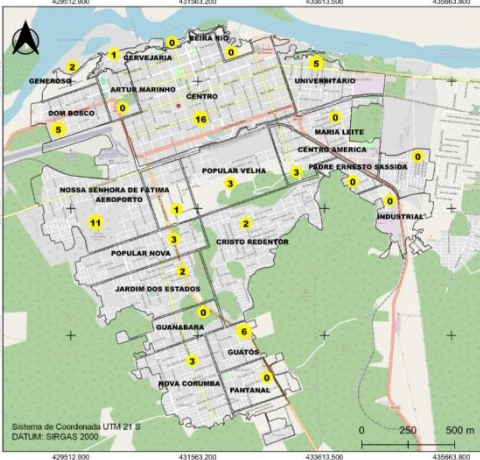 429512.900 431563.200 433613.500 435663.800
0
BEIRA RIO
1
0
CERVEJARIA
2
5
GENEROSO
UNIVERSITÁRIO
ARTUR MARINHO
CENTRO
0
DOM BOSCO
16
0
5
MARIA LEITE
CENTRO AMERICA
0
POPULAR VELHA
PADRE ERNESTO SASSIDA
3
3
0
NOSSA SENHORA DE FÁTIMA
AEROPORTO
0
1
INDUSTRIAL
11
2
3
CRISTO REDENTOR
POPULAR NOVA
2
JARDIM DOS ESTADOS
0
GUANABARA
6
GUATÓS
3
0
NOVA CORUMBA
PANTANAL
Sistema de Coordenada UTM 21 S
DATUM: SIRGAS 2000
0 250 500 m
429512.900 431563.200 433613.500 435663.800